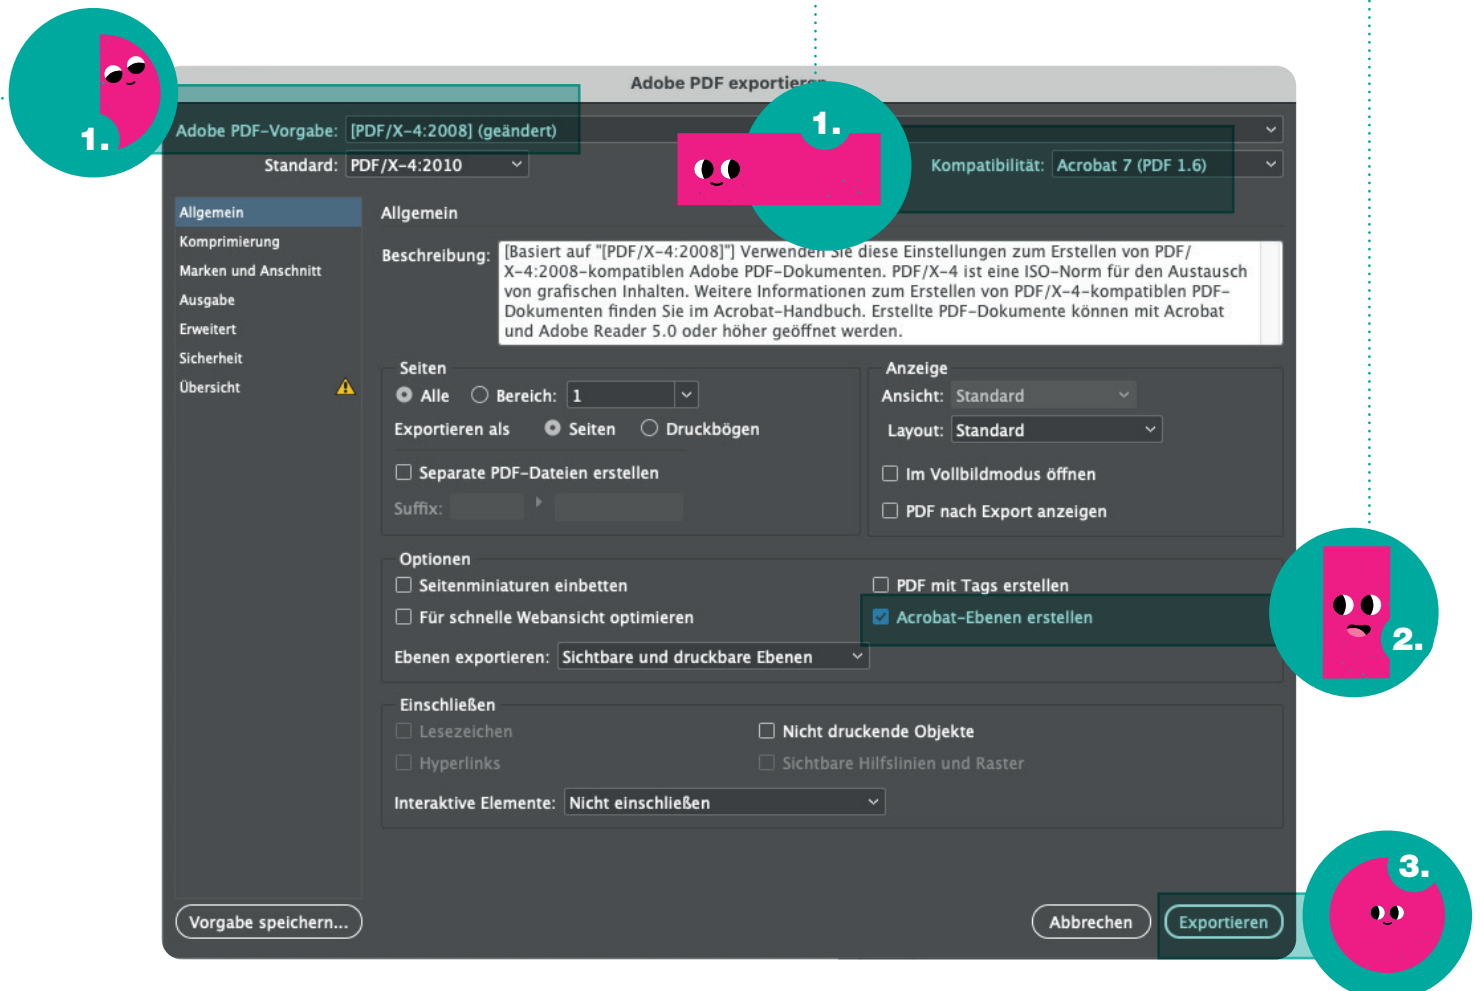 Adobe PDF exportieren
1.
Adobe PDF-Vorgabe: [PDF/X-4:2008] (geändert)
1.
Standard: PDF/X-4:2010
Kompatibilität: Acrobat 7 (PDF 1.6)
Allgemein
Komprimierung
Marken und Anschnitt
Ausgabe
Erweitert
Sicherheit
Übersicht
Allgemein
Beschreibung:
[Basiert auf "[PDF/X-4:2008]"] Verwenden Sie diese Einstellungen zum Erstellen von PDF/
X-4:2008-kompatiblen Adobe PDF-Dokumenten. PDF/X-4 ist eine ISO-Norm für den Austausch
von grafischen Inhalten. Weitere Informationen zum Erstellen von PDF/X-4-kompatiblen PDF-
Dokumenten finden Sie im Acrobat-Handbuch. Erstellte PDF-Dokumente können mit Acrobat
und Adobe Reader 5.0 oder höher geöffnet werden.
Seiten
Alle Bereich: 1
Exportieren als Seiten Druckbögen
Separate PDF-Dateien erstellen
Suffix:
Anzeige
Ansicht: Standard
Layout: Standard
Im Vollbildmodus öffnen
PDF nach Export anzeigen
Optionen
Seitenminiaturen einbetten
PDF mit Tags erstellen
Für schnelle Webansicht optimieren
Acrobat-Ebenen erstellen
2.
Ebenen exportieren: Sichtbare und druckbare Ebenen
Einschließen
Lesezeichen
Nicht druckende Objekte
Hyperlinks
Sichtbare Hilfslinien und Raster
Interaktive Elemente: Nicht einschließen
3.
Vorgabe speichern...
Abbrechen
Exportieren